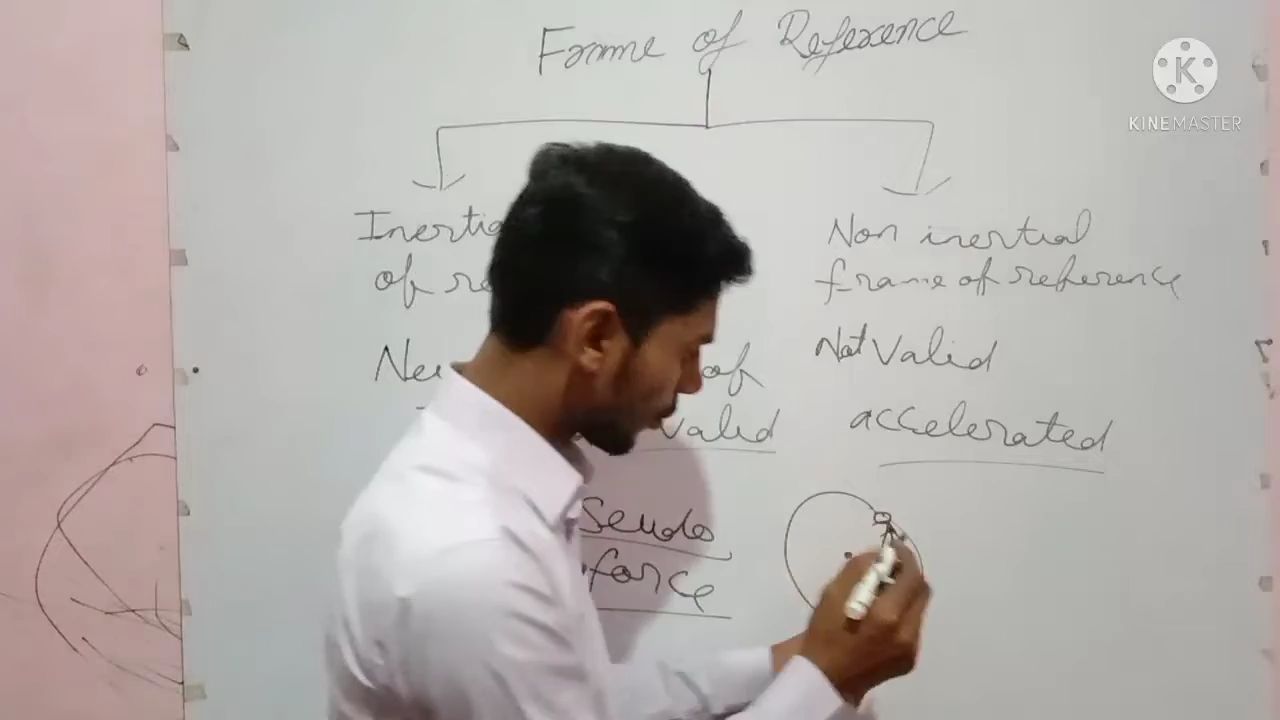 Frame of Reference
Inertia
of re
Non inertial
frame of reference
New
of
valid
Not Valid
accelerated
seudo
force
KINEMASTER